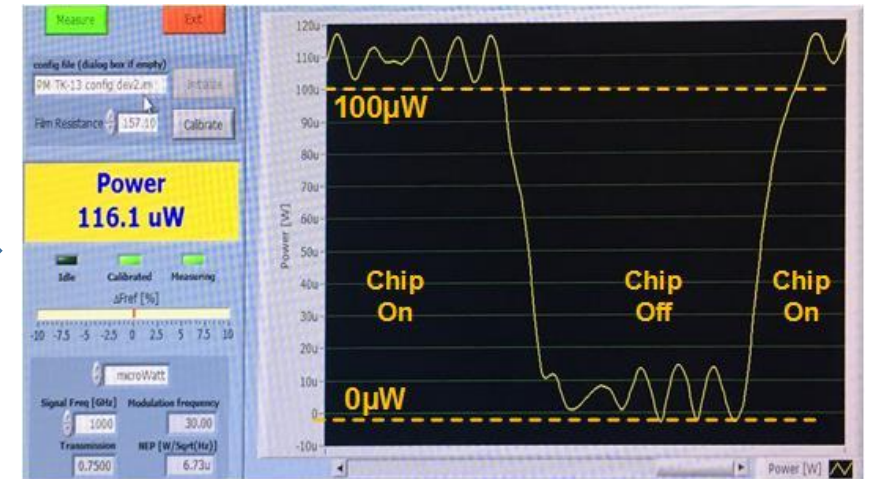 Measure
Exit
config file (dialog box if empty)
PM TK-13 config dev2.m
Film Resistance
157.10
Calibrate
Power
116.1 uW
Idle
Calibrated
Measuring
ΔFref [%]
-10 -7.5 -5 -2.5 0 2.5 5 7.5 10
microWatt
Signal Freq [GHz]
Modulation frequency
1000
30.00
Transmission
NEP [W/Sqrt(Hz)]
0.7500
6.73u
120u
110u
100u
90u
80u
70u
60u
50u
40u
30u
20u
10u
0
-10u
Power [W]
100µW
Chip
On
Chip
Off
Chip
On
0µW
Power [W]